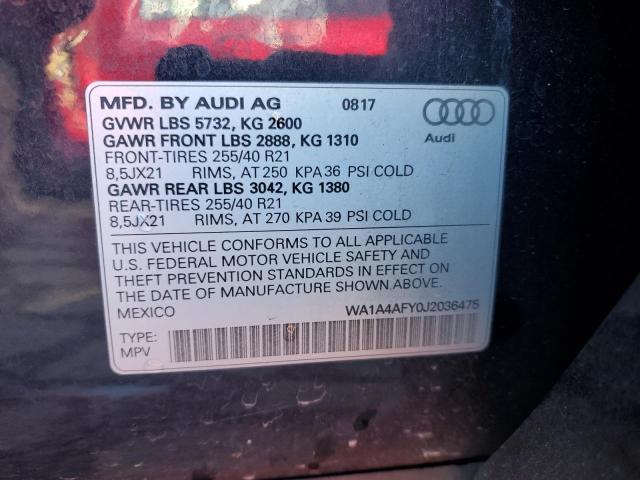 MFD. BY AUDI AG 0817
GVWR LBS 5732, KG 2600
GAWR FRONT LBS 2888, KG 1310
FRONT-TIRES 255/40 R21
8,5JX21 RIMS, AT 250 KPA 36 PSI COLD
GAWR REAR LBS 3042, KG 1380
REAR-TIRES 255/40 R21
8,5JX21 RIMS, AT 270 KPA 39 PSI COLD
Audi
THIS VEHICLE CONFORMS TO ALL APPLICABLE
U.S. FEDERAL MOTOR VEHICLE SAFETY AND
THEFT PREVENTION STANDARDS IN EFFECT ON
THE DATE OF MANUFACTURE SHOWN ABOVE.
MEXICO WA1A4AFY0J2036475
TYPE:
MPV